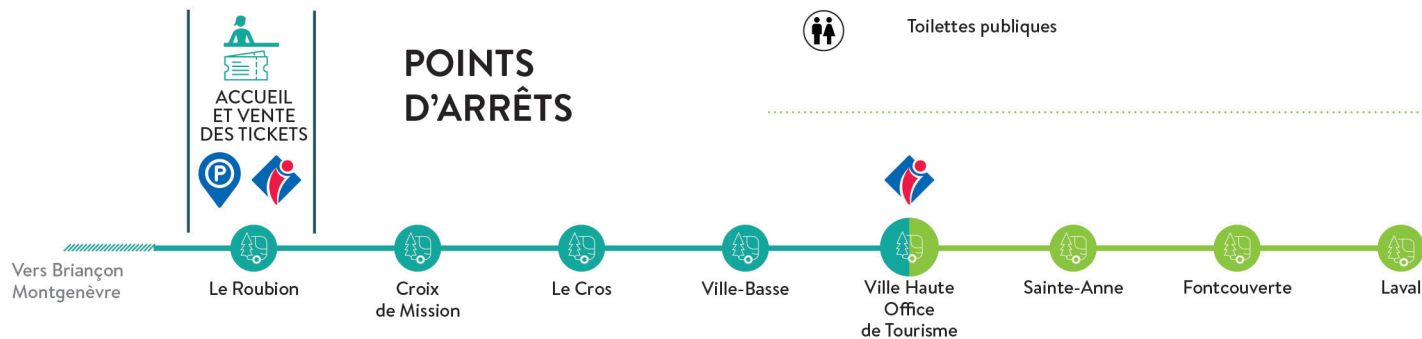 ACCUEIL
ET VENTE
DES TICKETS
P
POINTS
D'ARRÊTS
Toilettes publiques
Vers Briançon
Montgenèvre
Le Roubion
Croix
de Mission
Le Cros
Ville-Basse
Ville Haute
Office
de Tourisme
Sainte-Anne
Fontcouverte
Laval